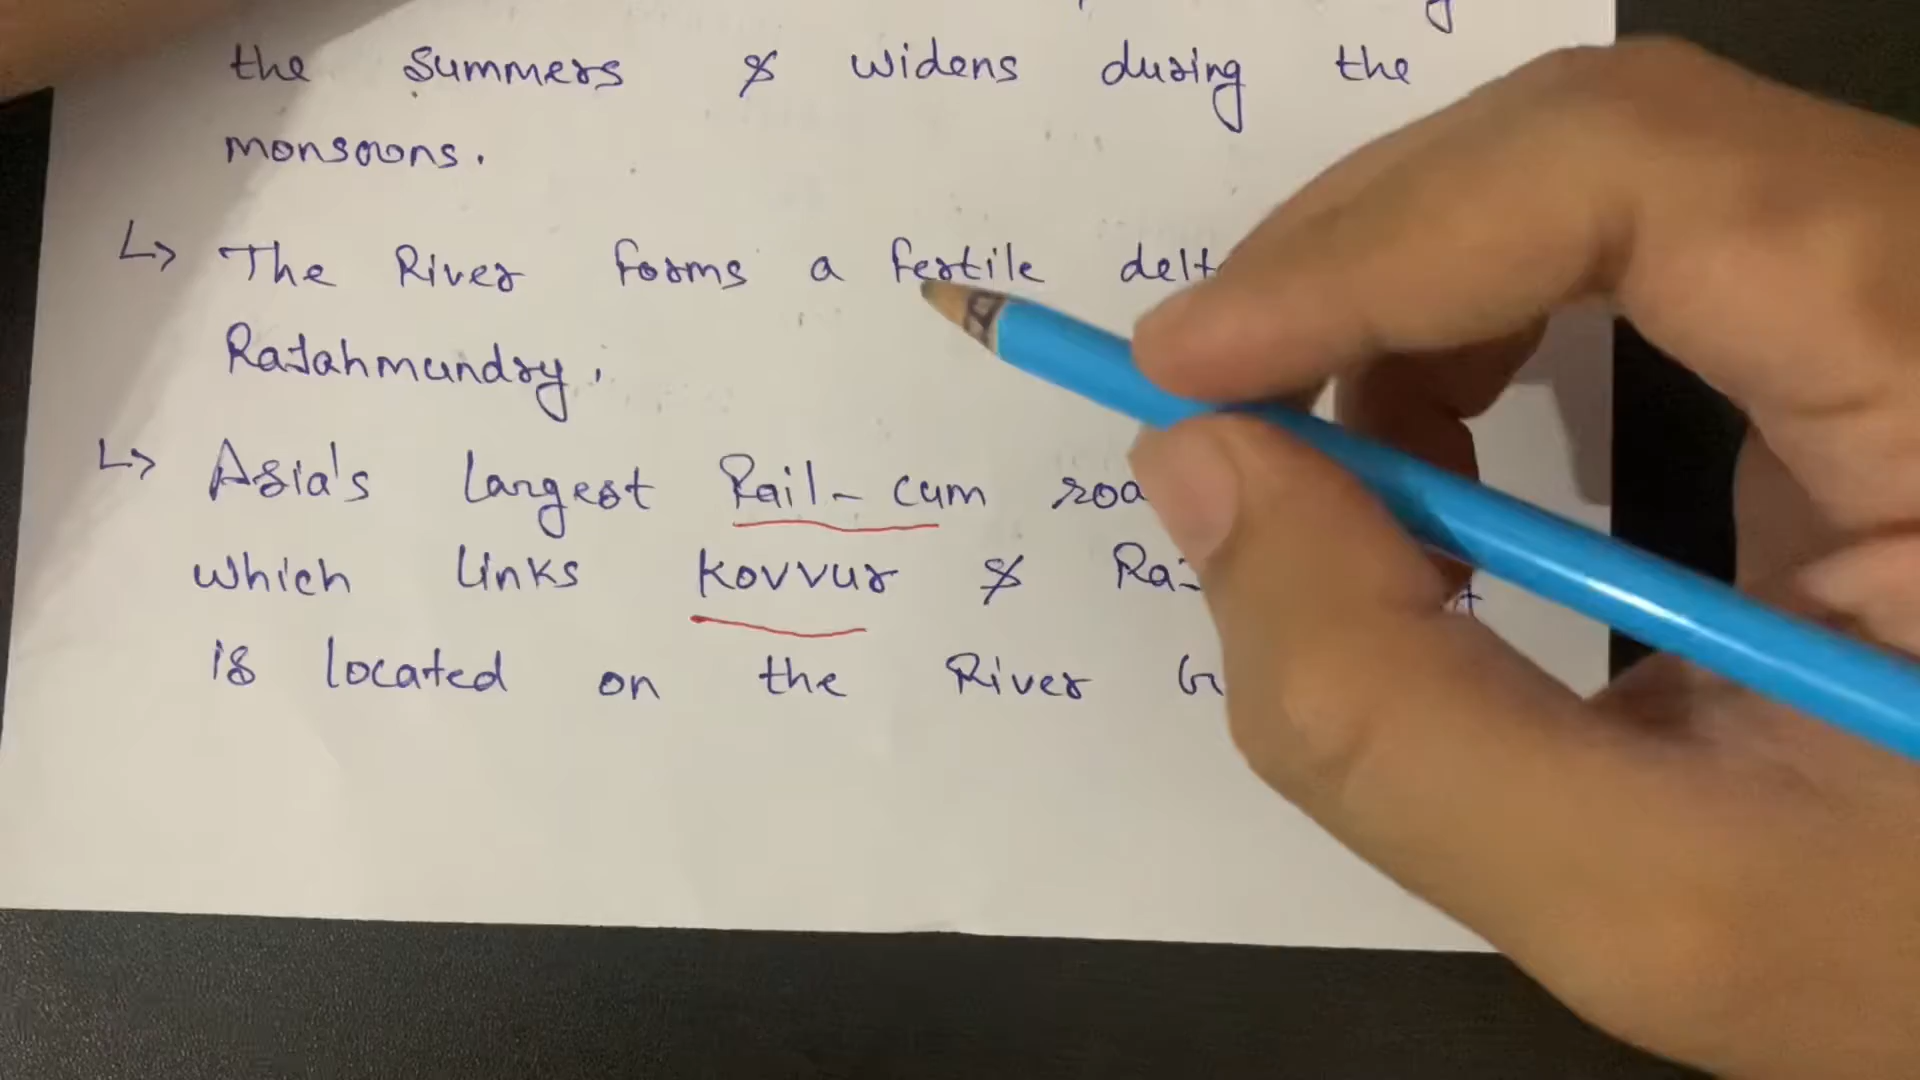 the summers & widens during the
monsoons.
↳ The River forms a fertile delt
Rajahmundry.
↳ Asia's largest Rail-cum roa
which links Kovvur & Raj
is located on the River G